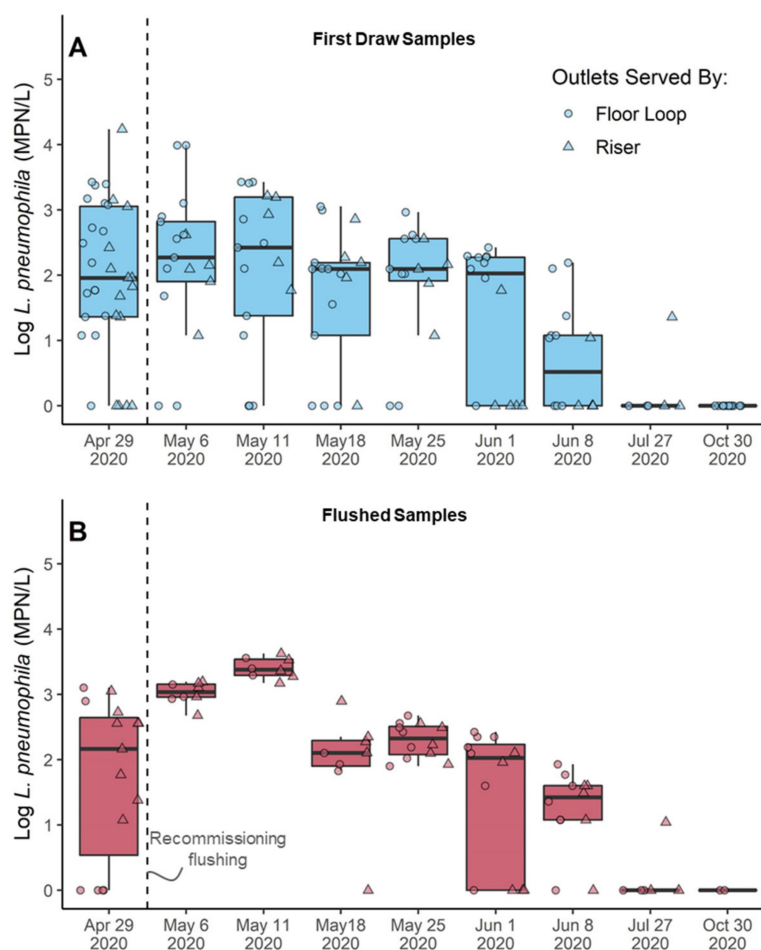 A
First Draw Samples
Outlets Served By:
Floor Loop
Riser
Log L. pneumophila (MPN/L)
5
4
3
2
1
0
Apr 29 May 6 May 11 May18 May 25 Jun 1 Jun 8 Jul 27 Oct 30
2020 2020 2020 2020 2020 2020 2020 2020 2020
B
Flushed Samples
Log L. pneumophila (MPN/L)
5
4
3
2
1
0
Recommissioning
flushing
Apr 29 May 6 May 11 May18 May 25 Jun 1 Jun 8 Jul 27 Oct 30
2020 2020 2020 2020 2020 2020 2020 2020 2020